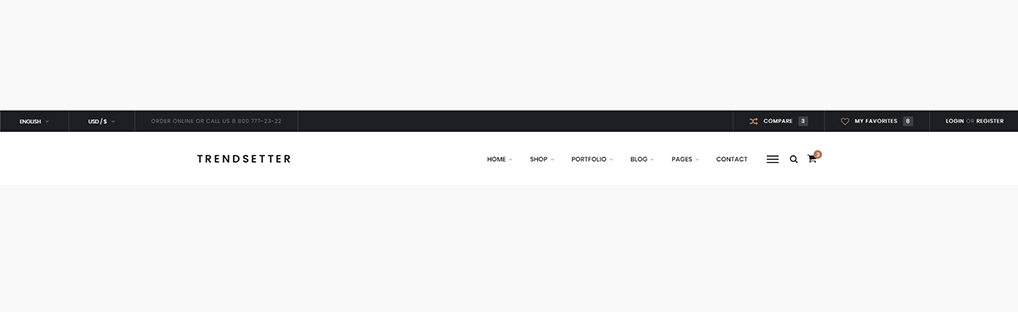 ENGLISH USD / $ ORDER ONLINE OR CALL US 8 800 777-23-22 COMPARE 3 MY FAVORITES 8 LOGIN OR REGISTER
TRENDSETTER HOME SHOP PORTFOLIO BLOG PAGES CONTACT